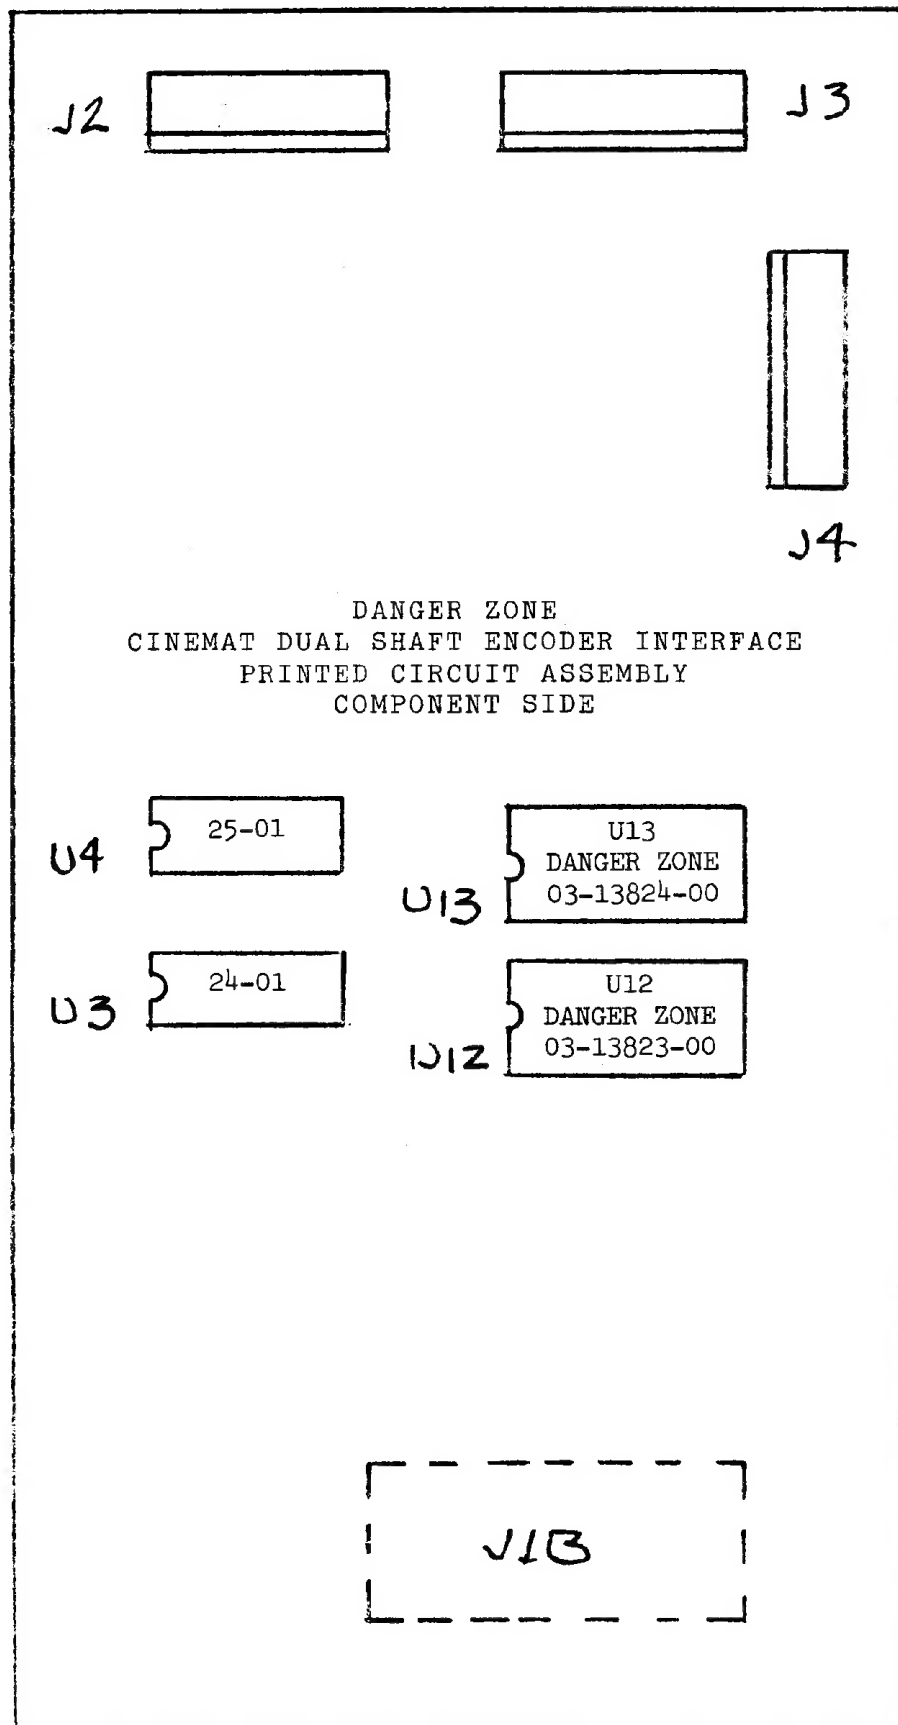 J2
J3
J4
DANGER ZONE
CINEMAT DUAL SHAFT ENCODER INTERFACE
PRINTED CIRCUIT ASSEMBLY
COMPONENT SIDE
U4
25-01
U13
U13
DANGER ZONE
03-13824-00
U3
24-01
U12
U12
DANGER ZONE
03-13823-00
J1B